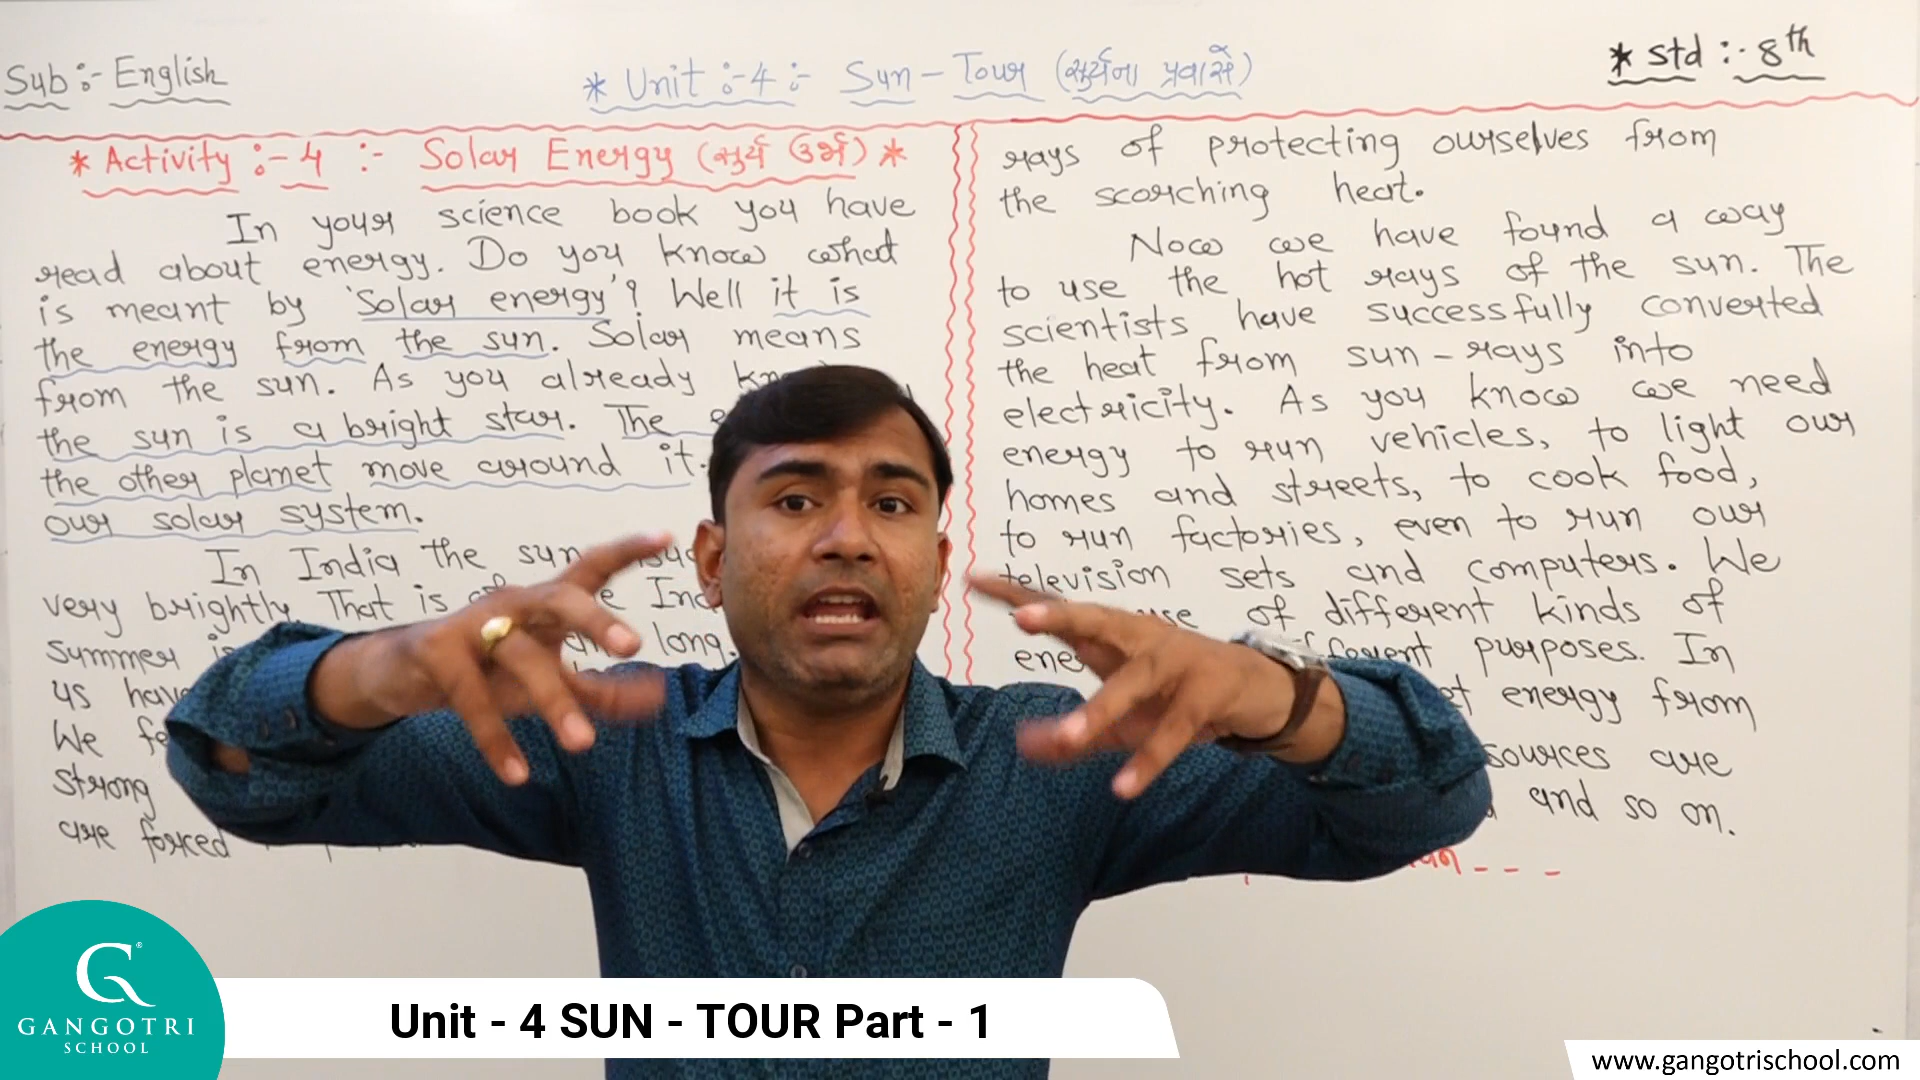 Sub :- English
* Unit :- 4 :- Sun - Tour (સુર્યના પ્રવાસે)
* Std :- 8th
* Activity :- 4 :- Solar Energy (સુર્ય ઉર્જા) *
In your science book you have
read about energy. Do you know what
is meant by 'Solar energy'? Well it is
the energy from the sun. Solar means
from the sun. As you already
the sun is a bright star. The
the other planet move around it.
our solar system.
In India the sun
very brightly. That is
summer is long.
us have
We
strong
are forced
rays of protecting ourselves from
the scorching heat.
Now we have found a way
to use the hot rays of the sun. The
scientists have successfully converted
the heat from sun-rays into
electricity. As you know we need
energy to run vehicles, to light our
homes and streets, to cook food,
to run factories, even to run our
television sets and computers. We
use of different kinds of
purposes. In
energy from
sources are
and so on.
G
GANGOTRI
SCHOOL
Unit - 4 SUN - TOUR Part - 1
www.gangotrischool.com